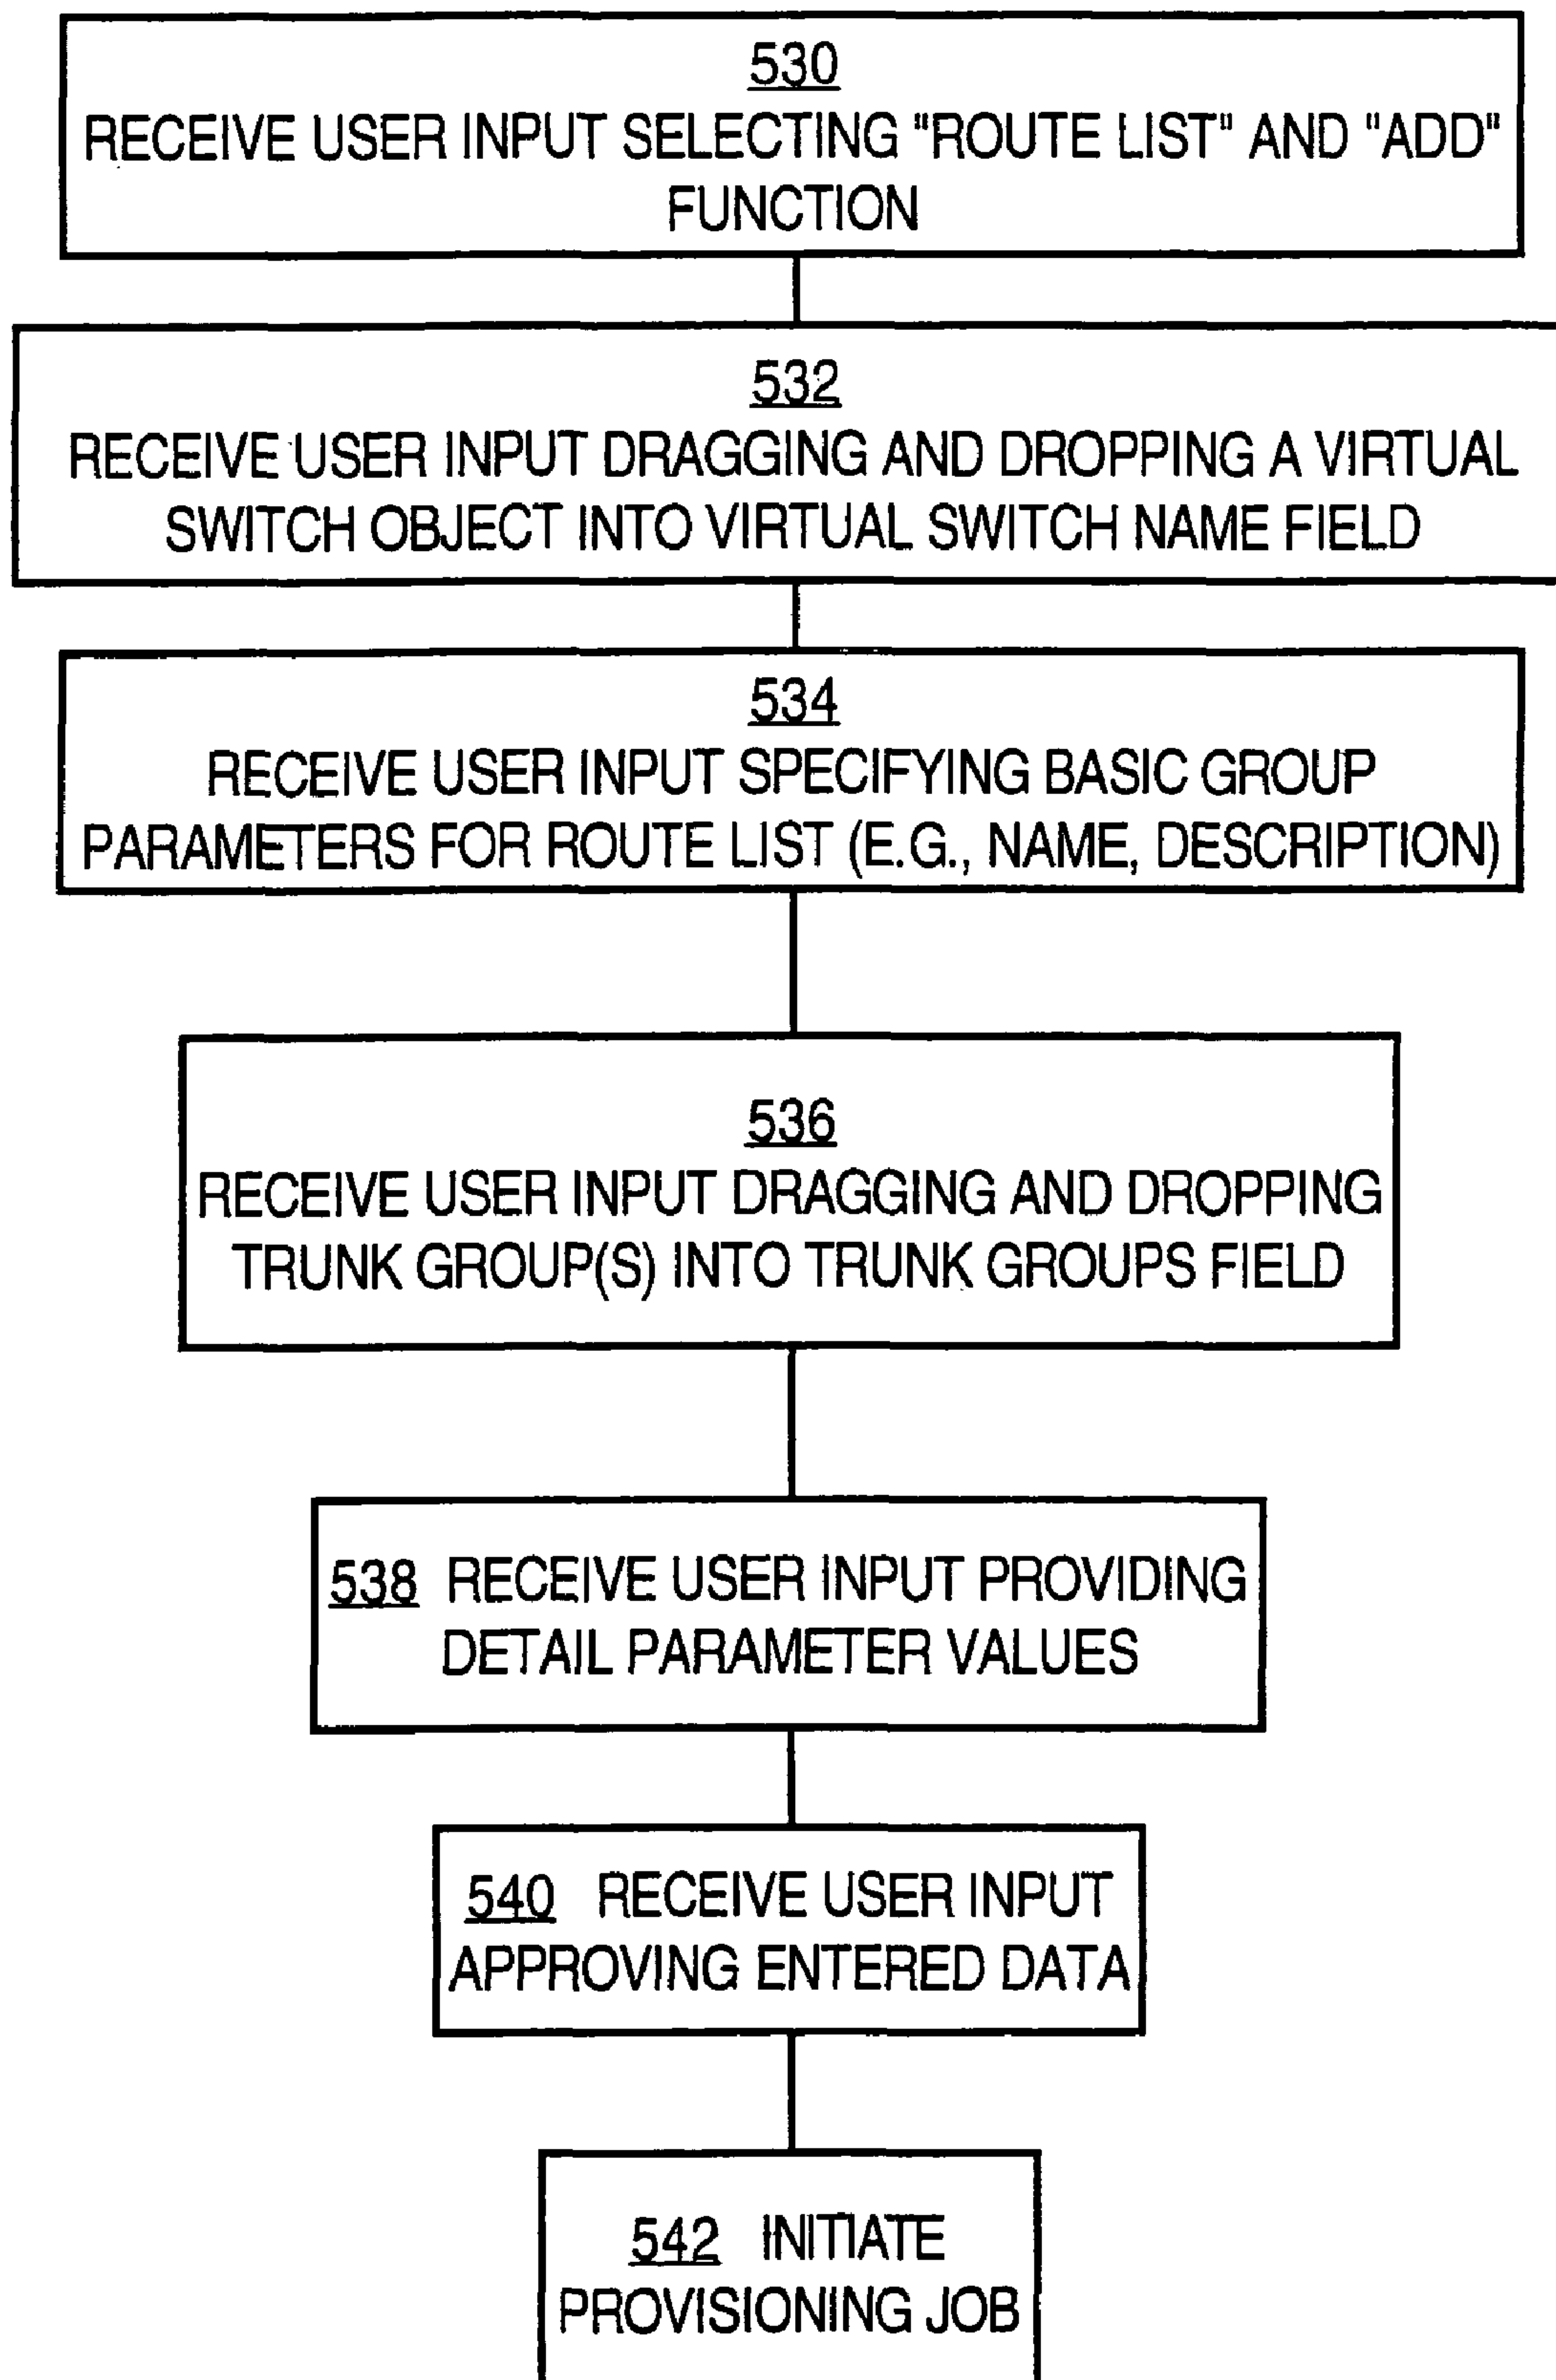 530
RECEIVE USER INPUT SELECTING "ROUTE LIST" AND "ADD"
FUNCTION
532
RECEIVE USER INPUT DRAGGING AND DROPPING A VIRTUAL
SWITCH OBJECT INTO VIRTUAL SWITCH NAME FIELD
534
RECEIVE USER INPUT SPECIFYING BASIC GROUP
PARAMETERS FOR ROUTE LIST (E.G., NAME, DESCRIPTION)
536
RECEIVE USER INPUT DRAGGING AND DROPPING
TRUNK GROUP(S) INTO TRUNK GROUPS FIELD
538 RECEIVE USER INPUT PROVIDING
DETAIL PARAMETER VALUES
540 RECEIVE USER INPUT
APPROVING ENTERED DATA
542 INITIATE
PROVISIONING JOB